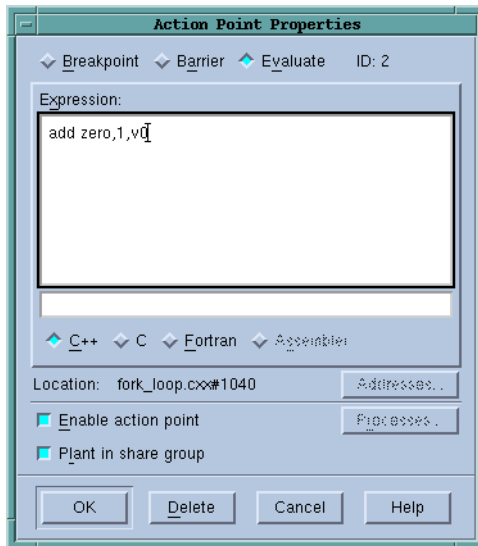 Action Point Properties
Breakpoint Barrier Evaluate ID: 2
Expression:
add zero,1,v0
C++ C Fortran Assembler
Location: fork_loop.cxx#1040 Addresses...
Enable action point Processes...
Plant in share group
OK Delete Cancel Help